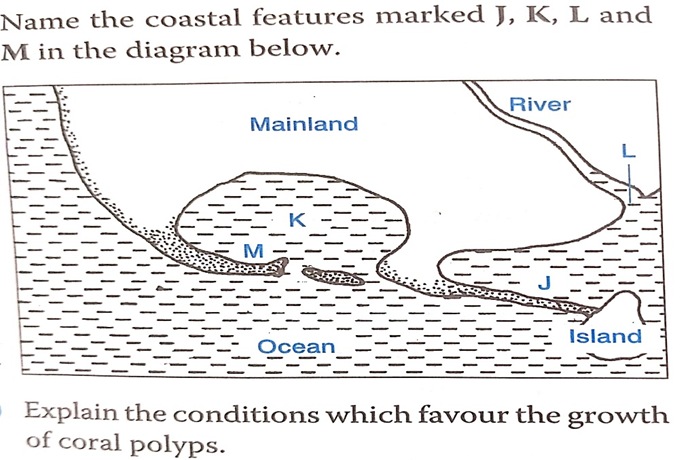 Name the coastal features marked J, K, L and
M in the diagram below.
River
Mainland
L
K
M
J
Island
Ocean
Explain the conditions which favour the growth
of coral polyps.